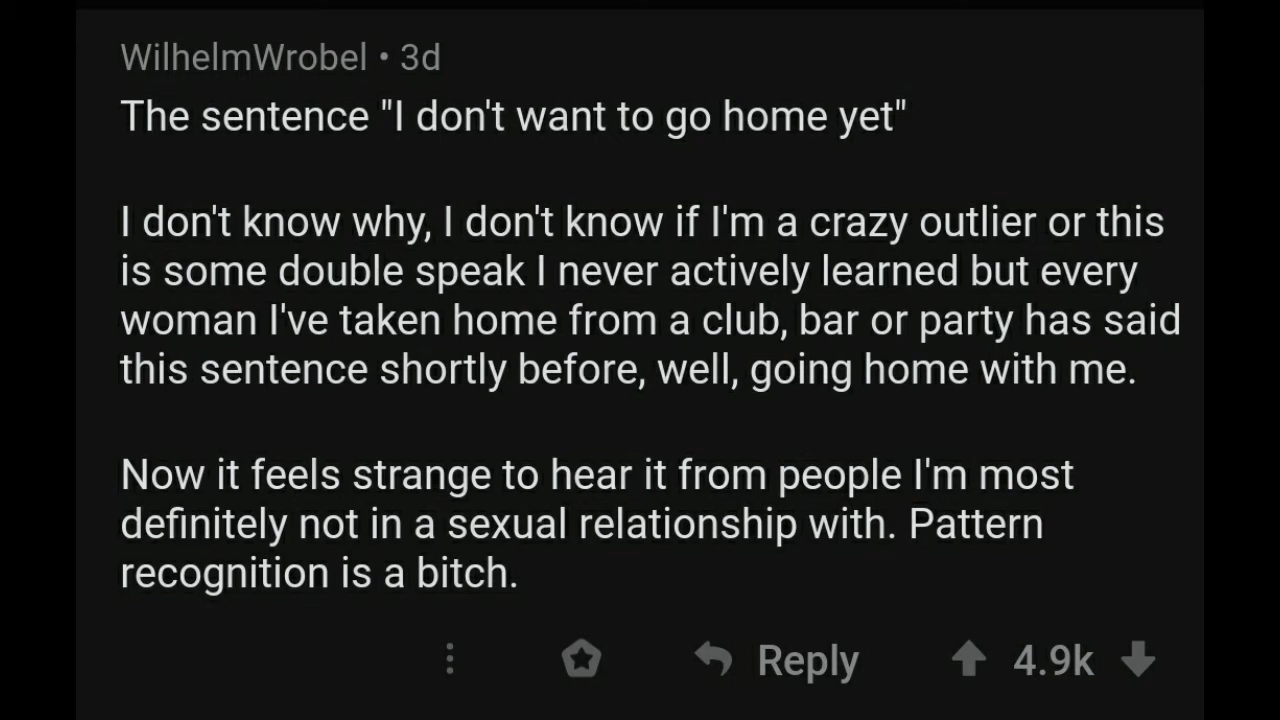 WilhelmWrobel • 3d
The sentence "I don't want to go home yet"
I don't know why, I don't know if I'm a crazy outlier or this
is some double speak I never actively learned but every
woman I've taken home from a club, bar or party has said
this sentence shortly before, well, going home with me.
Now it feels strange to hear it from people I'm most
definitely not in a sexual relationship with. Pattern
recognition is a bitch.
Reply 4.9k